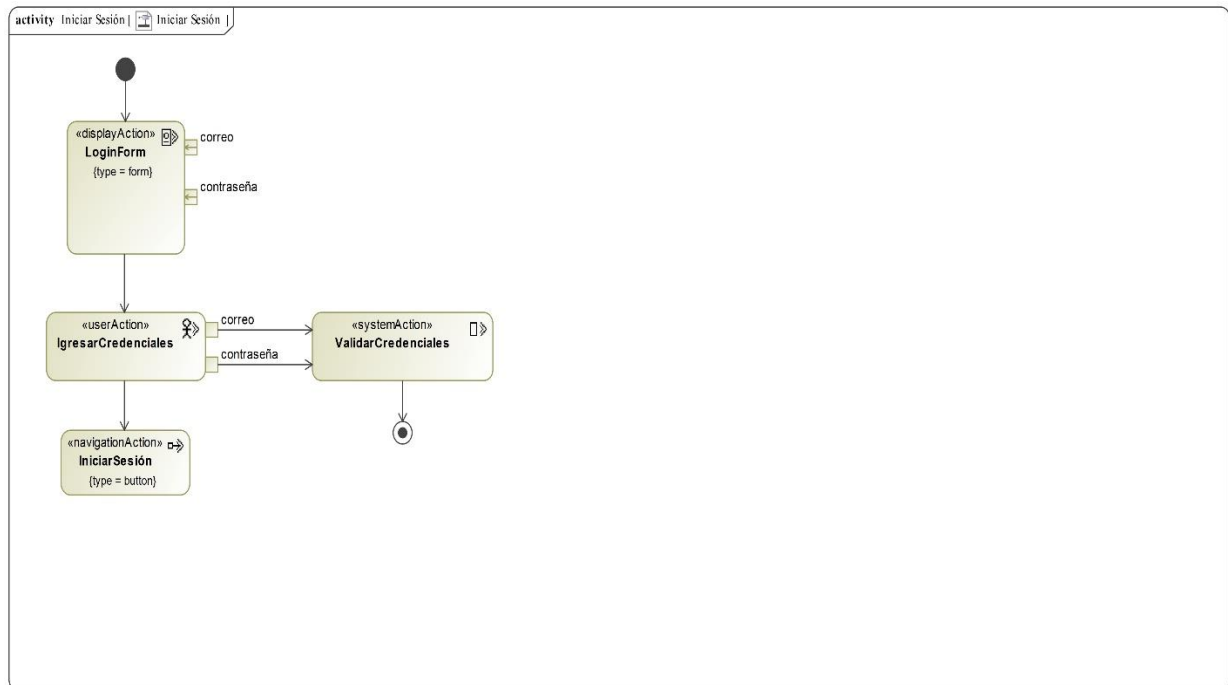 activity Iniciar Sesión | Iniciar Sesión |
«displayAction»
LoginForm
{type = form}
correo
contraseña
«userAction»
IgresarCredenciales
correo
contraseña
«systemAction»
ValidarCredenciales
«navigationAction»
IniciarSesión
{type = button}